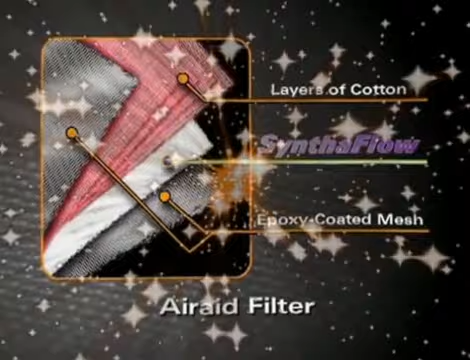 Layers of Cotton
SynthaFlow
Epoxy-Coated Mesh
Airaid Filter